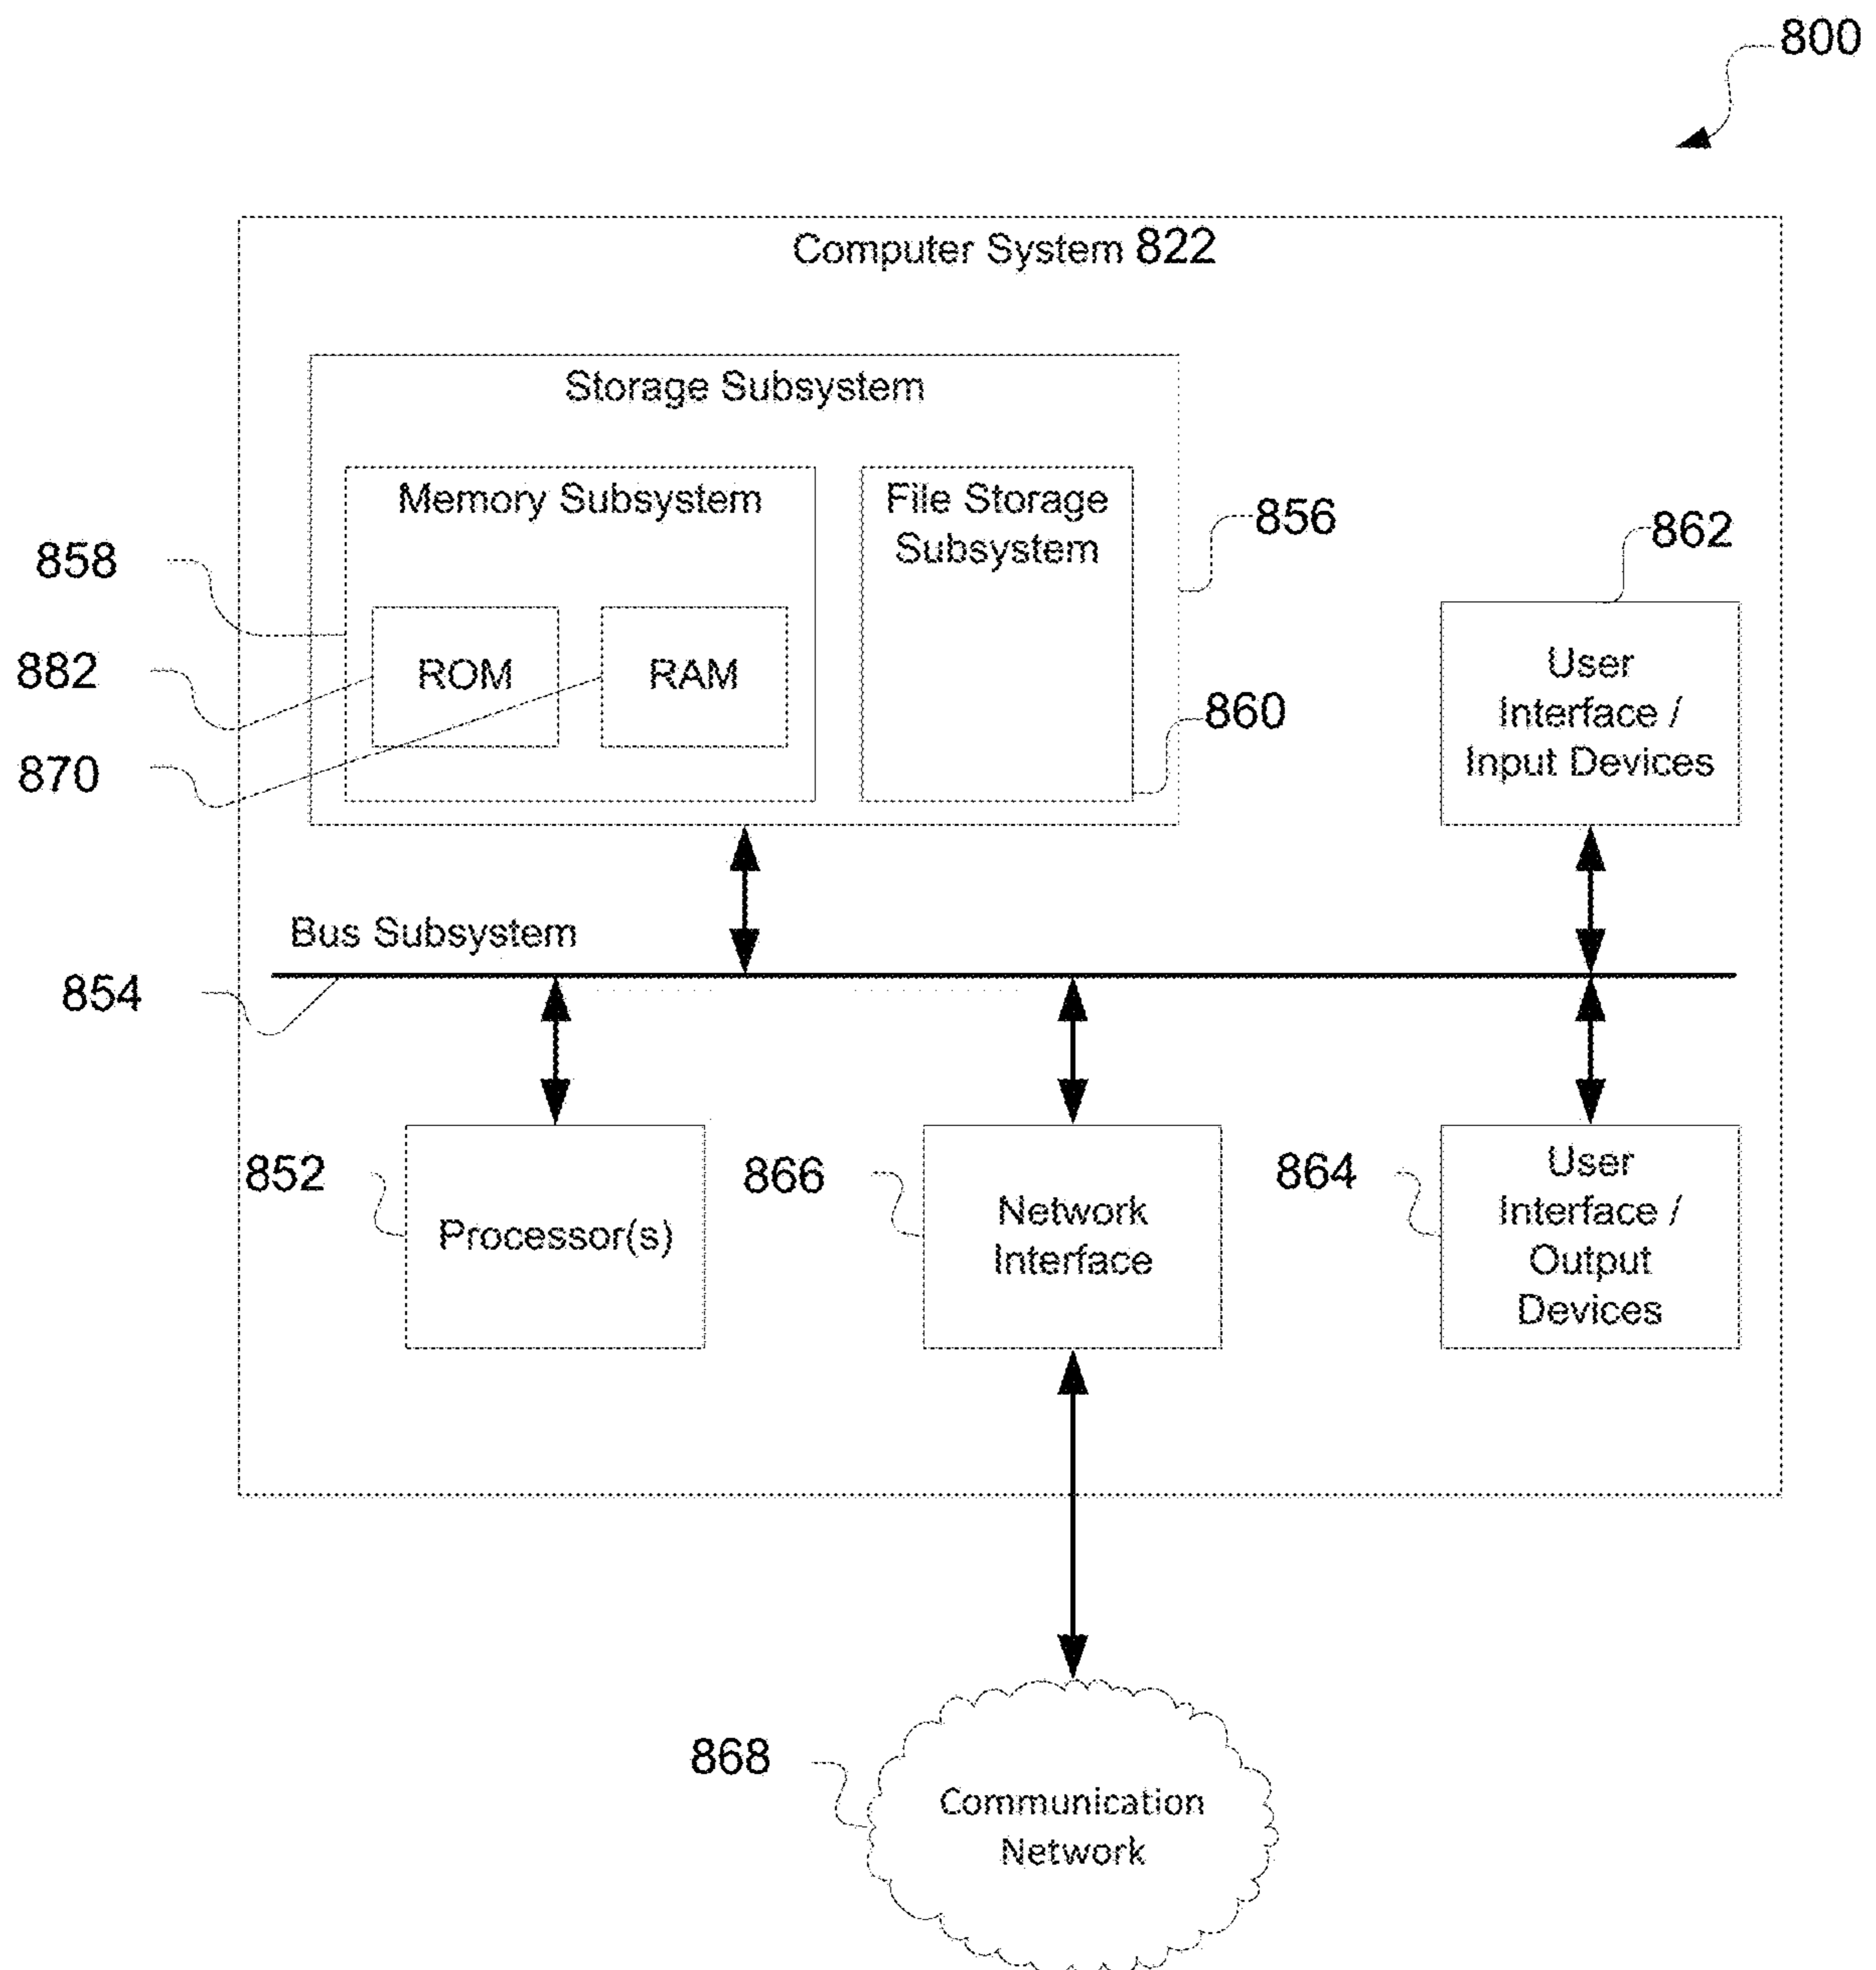 800
Computer System 822
Storage Subsystem
Memory Subsystem
File Storage
Subsystem
856
862
858
882
ROM
RAM
870
860
User
Interface /
Input Devices
Bus Subsystem
854
852
Processor(s)
866
Network
Interface
864
User
Interface /
Output
Devices
868
Communication
Network